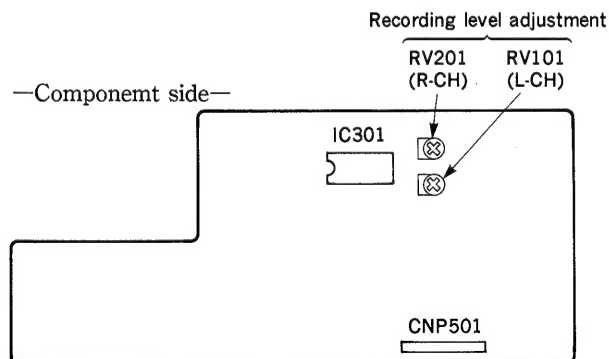 Recording level adjustment
RV201 RV101
(R-CH) (L-CH)
—Componemt side—
IC301
CNP501